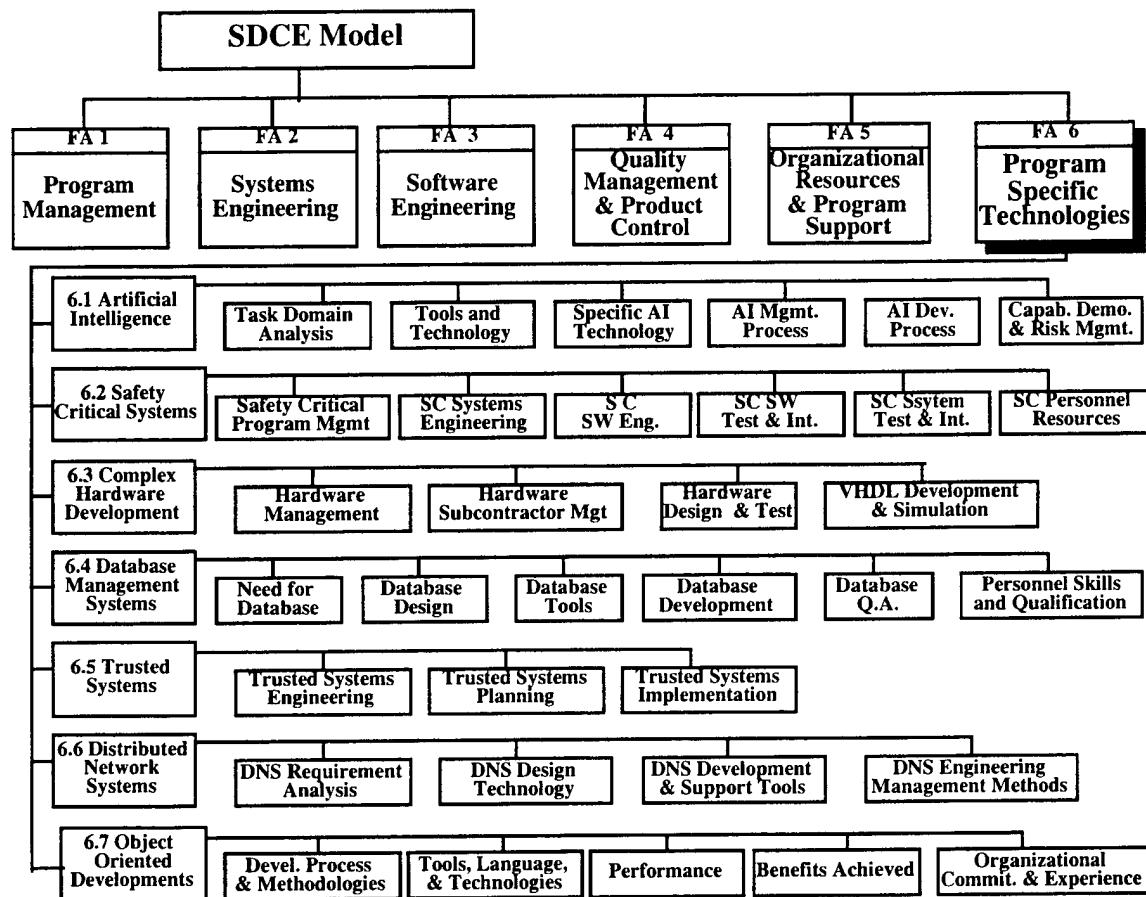 SDCE Model
FA 1
Program
Management
FA 2
Systems
Engineering
FA 3
Software
Engineering
FA 4
Quality
Management
& Product
Control
FA 5
Organizational
Resources
& Program
Support
FA 6
Program
Specific
Technologies
6.1 Artificial
Intelligence
Task Domain
Analysis
Tools and
Technology
Specific AI
Technology
AI Mgmt.
Process
AI Dev.
Process
Capab. Demo.
& Risk Mgmt.
6.2 Safety
Critical Systems
Safety Critical
Program Mgmt
SC Systems
Engineering
S C
SW Eng.
SC SW
Test & Int.
SC Ssytem
Test & Int.
SC Personnel
Resources
6.3 Complex
Hardware
Development
Hardware
Management
Hardware
Subcontractor Mgt
Hardware
Design & Test
VHDL Development
& Simulation
6.4 Database
Management
Systems
Need for
Database
Database
Design
Database
Tools
Database
Development
Database
Q.A.
Personnel Skills
and Qualification
6.5 Trusted
Systems
Trusted Systems
Engineering
Trusted Systems
Planning
Trusted Systems
Implementation
6.6 Distributed
Network
Systems
DNS Requirement
Analysis
DNS Design
Technology
DNS Development
& Support Tools
DNS Engineering
Management Methods
6.7 Object
Oriented
Developments
Devel. Process
& Methodologies
Tools, Language,
& Technologies
Performance
Benefits Achieved
Organizational
Commit. & Experience